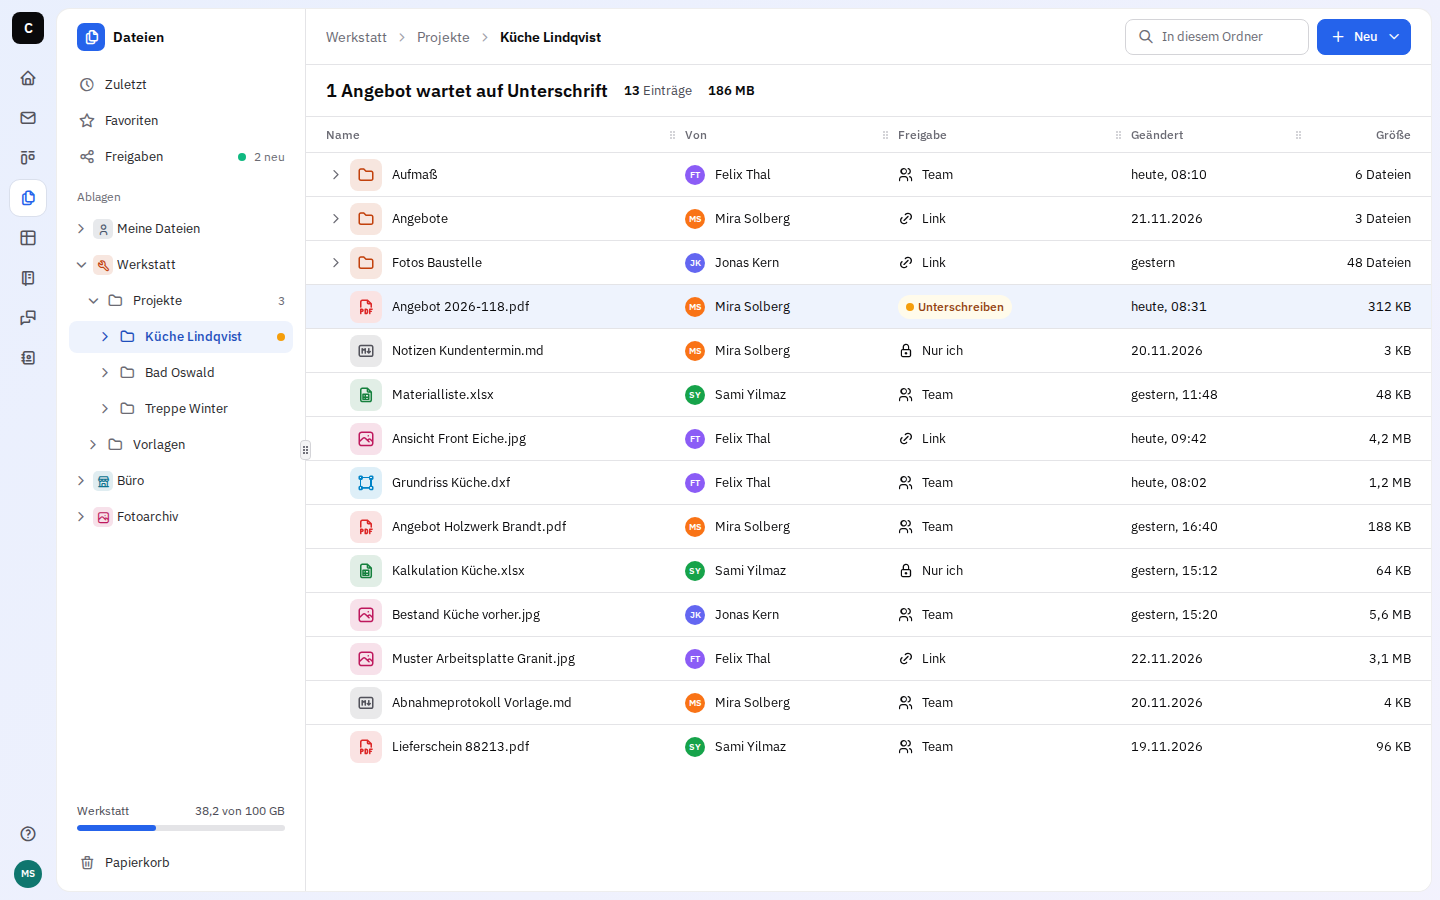 C
Dateien
Zuletzt
Favoriten
Freigaben 2 neu
Ablagen
Meine Dateien
Werkstatt
Projekte 3
Küche Lindqvist
Bad Oswald
Treppe Winter
Vorlagen
Büro
Fotoarchiv
Werkstatt 38,2 von 100 GB
Papierkorb
MS
Werkstatt Projekte Küche Lindqvist
In diesem Ordner
Neu
1 Angebot wartet auf Unterschrift 13 Einträge 186 MB
Name Von Freigabe Geändert Größe
Aufmaß FT Felix Thal Team heute, 08:10 6 Dateien
Angebote MS Mira Solberg Link 21.11.2026 3 Dateien
Fotos Baustelle JK Jonas Kern Link gestern 48 Dateien
PDF Angebot 2026-118.pdf MS Mira Solberg Unterschreiben heute, 08:31 312 KB
Notizen Kundentermin.md MS Mira Solberg Nur ich 20.11.2026 3 KB
Materialliste.xlsx SY Sami Yilmaz Team gestern, 11:48 48 KB
Ansicht Front Eiche.jpg FT Felix Thal Link heute, 09:42 4,2 MB
Grundriss Küche.dxf FT Felix Thal Team heute, 08:02 1,2 MB
PDF Angebot Holzwerk Brandt.pdf MS Mira Solberg Team gestern, 16:40 188 KB
Kalkulation Küche.xlsx SY Sami Yilmaz Nur ich gestern, 15:12 64 KB
Bestand Küche vorher.jpg JK Jonas Kern Team gestern, 15:20 5,6 MB
Muster Arbeitsplatte Granit.jpg FT Felix Thal Link 22.11.2026 3,1 MB
Abnahmeprotokoll Vorlage.md MS Mira Solberg Team 20.11.2026 4 KB
PDF Lieferschein 88213.pdf SY Sami Yilmaz Team 19.11.2026 96 KB